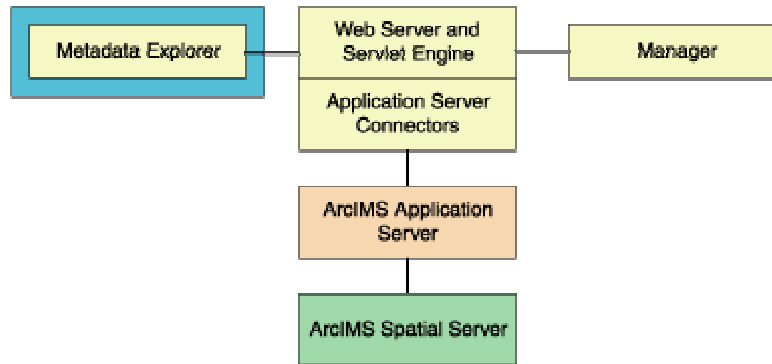 Metadata Explorer
Web Server and
Servlet Engine
Manager
Application Server
Connectors
ArcIMS Application
Server
ArcIMS Spatial Server